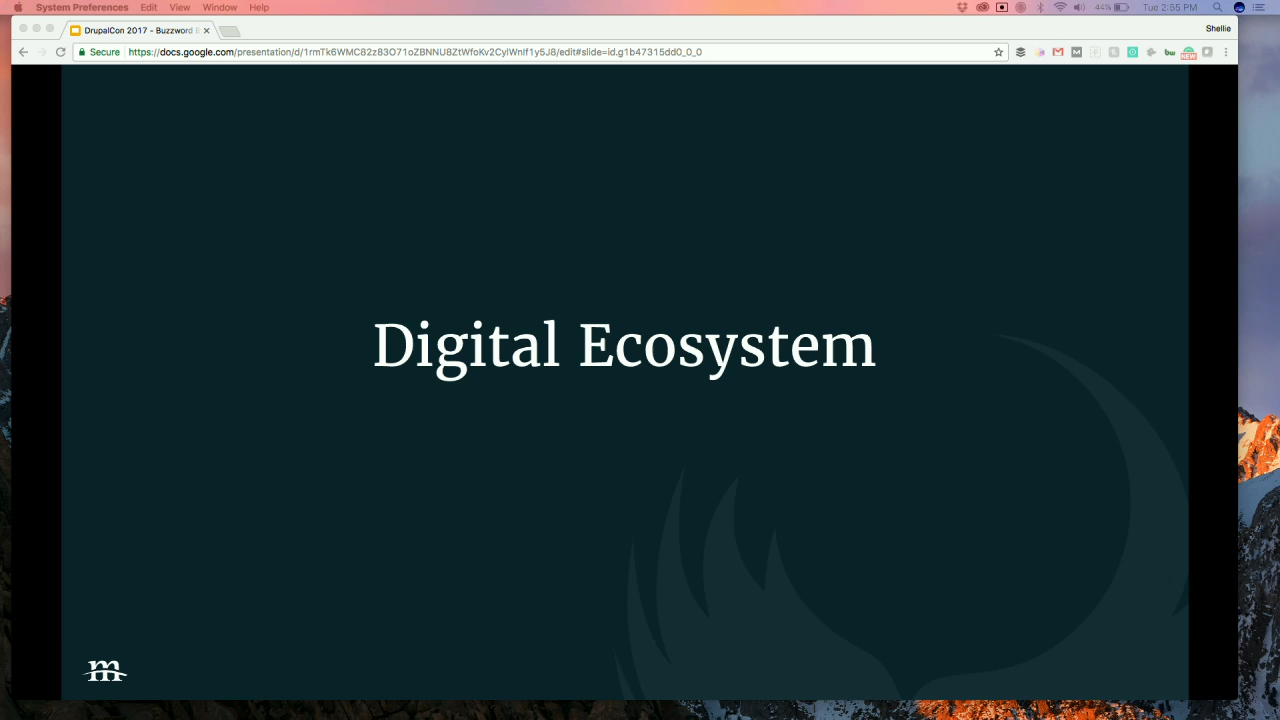 System Preferences Edit View Window Help 44% Tue 2:55 PM
DrupalCon 2017 - Buzzword
Shellie
Secure https://docs.google.com/presentation/d/1rmTk6WMC82z83O71oZBNNU8ZtWfoKv2CylWnIf1y5J8/edit#slide=id.g1b47315dd0_0_0
Digital Ecosystem
m